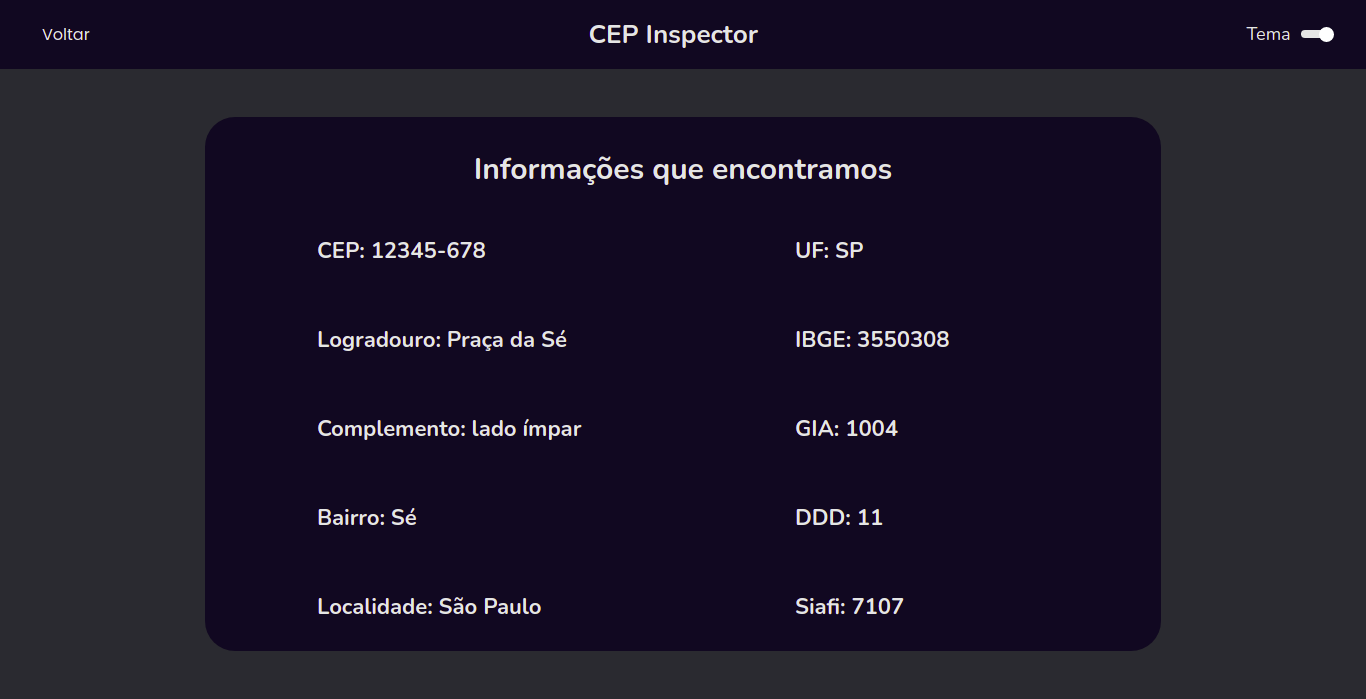 Voltar
CEP Inspector
Tema
Informações que encontramos
CEP: 12345-678
UF: SP
Logradouro: Praça da Sé
IBGE: 3550308
Complemento: lado ímpar
GIA: 1004
Bairro: Sé
DDD: 11
Localidade: São Paulo
Siafi: 7107